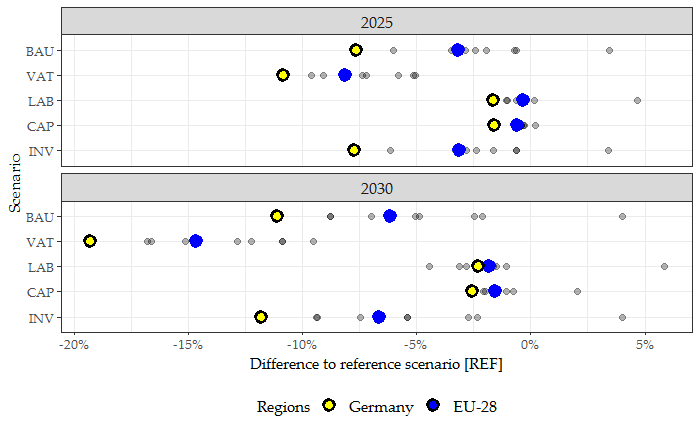 2025
BAU
VAT
LAB
CAP
INV
Scenario
2030
BAU
VAT
LAB
CAP
INV
-20% -15% -10% -5% 0% 5%
Difference to reference scenario [REF]
Regions Germany EU-28